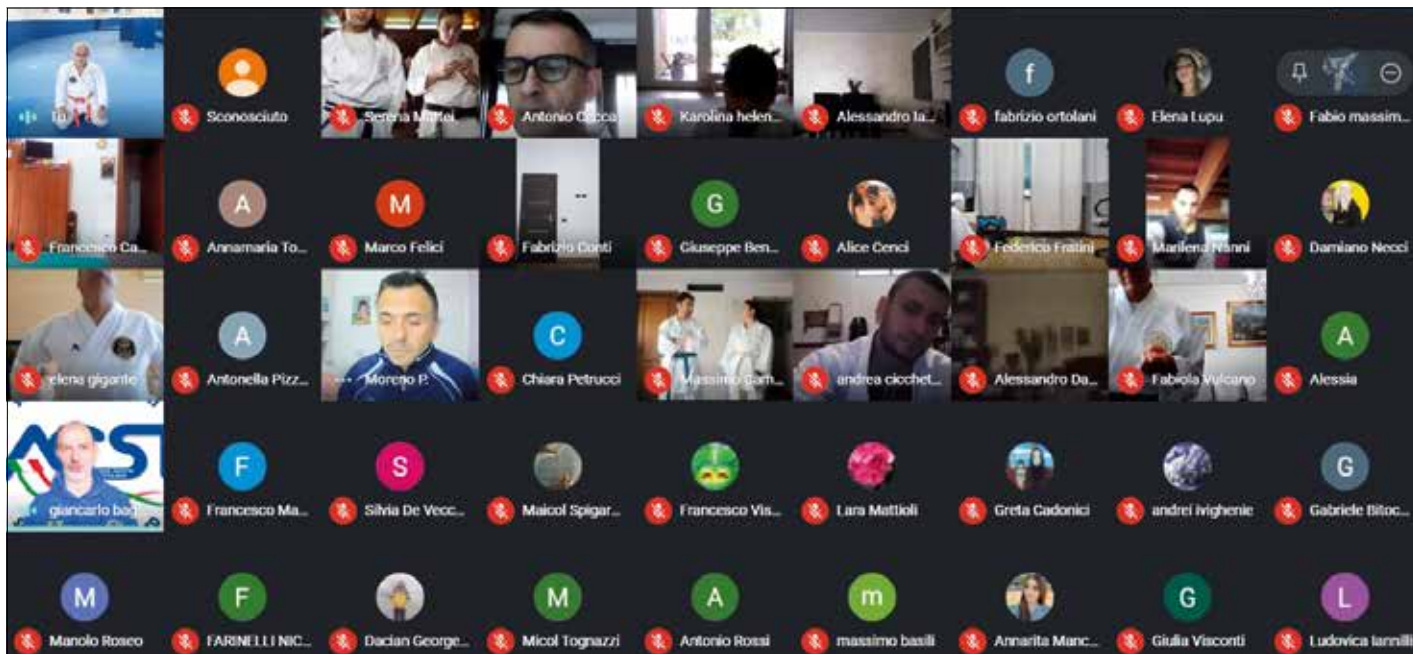 Tu
Sconosciuto
Serena Mattei
Antonio Ciocca
Karolina helen...
Alessandro Ia...
f
fabrizio ortolani
Elena Lupu
Fabio massim...
Francesco Ca...
A
Annamaria To...
M
Marco Felici
Fabrizio Conti
G
Giuseppe Ben...
Alice Cenci
Federico Fratini
Marilena Nanni
Damiano Necci
elena gigante
A
Antonella Pizz...
Moreno P.
C
Chiara Petrucci
Massimo Cam...
andrea cicchet...
Alessandro Da...
Fabiola Vulcano
A
Alessia
giancarlo bag...
F
Francesco Ma...
S
Silvia De Vecc...
Maicol Spigar...
Francesco Vis...
Lara Mattioli
Greta Cadonici
andrei ivighenie
G
Gabriele Bitoc...
M
Manolo Roseo
F
FARINELLI NIC...
Dacian George...
M
Micol Tognazzi
A
Antonio Rossi
m
massimo basili
Annarita Manc...
G
Giulia Visconti
L
Ludovica Iannilli